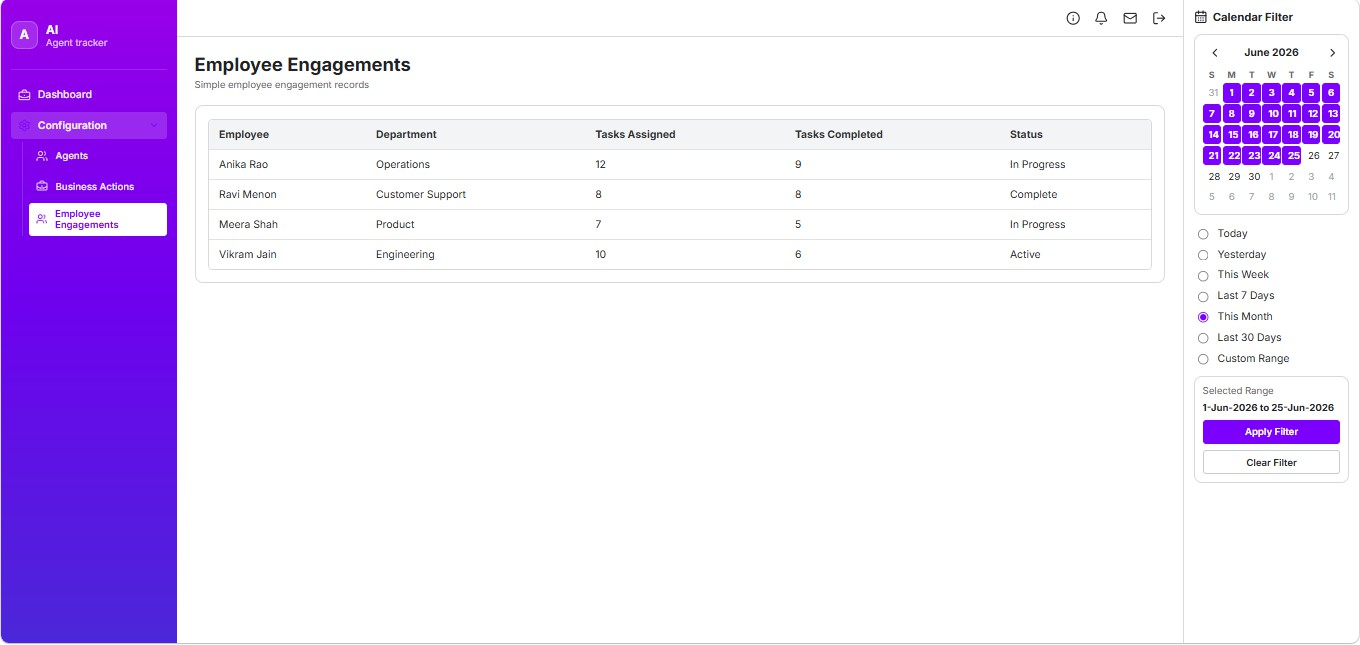 A
AI
Agent tracker
Dashboard
Configuration
Agents
Business Actions
Employee
Engagements
Employee Engagements
Simple employee engagement records
Employee Department Tasks Assigned Tasks Completed Status
Anika Rao Operations 12 9 In Progress
Ravi Menon Customer Support 8 8 Complete
Meera Shah Product 7 5 In Progress
Vikram Jain Engineering 10 6 Active
Calendar Filter
June 2026
S M T W T F S
31 1 2 3 4 5 6
7 8 9 10 11 12 13
14 15 16 17 18 19 20
21 22 23 24 25 26 27
28 29 30 1 2 3 4
5 6 7 8 9 10 11
Today
Yesterday
This Week
Last 7 Days
This Month
Last 30 Days
Custom Range
Selected Range
1-Jun-2026 to 25-Jun-2026
Apply Filter
Clear Filter